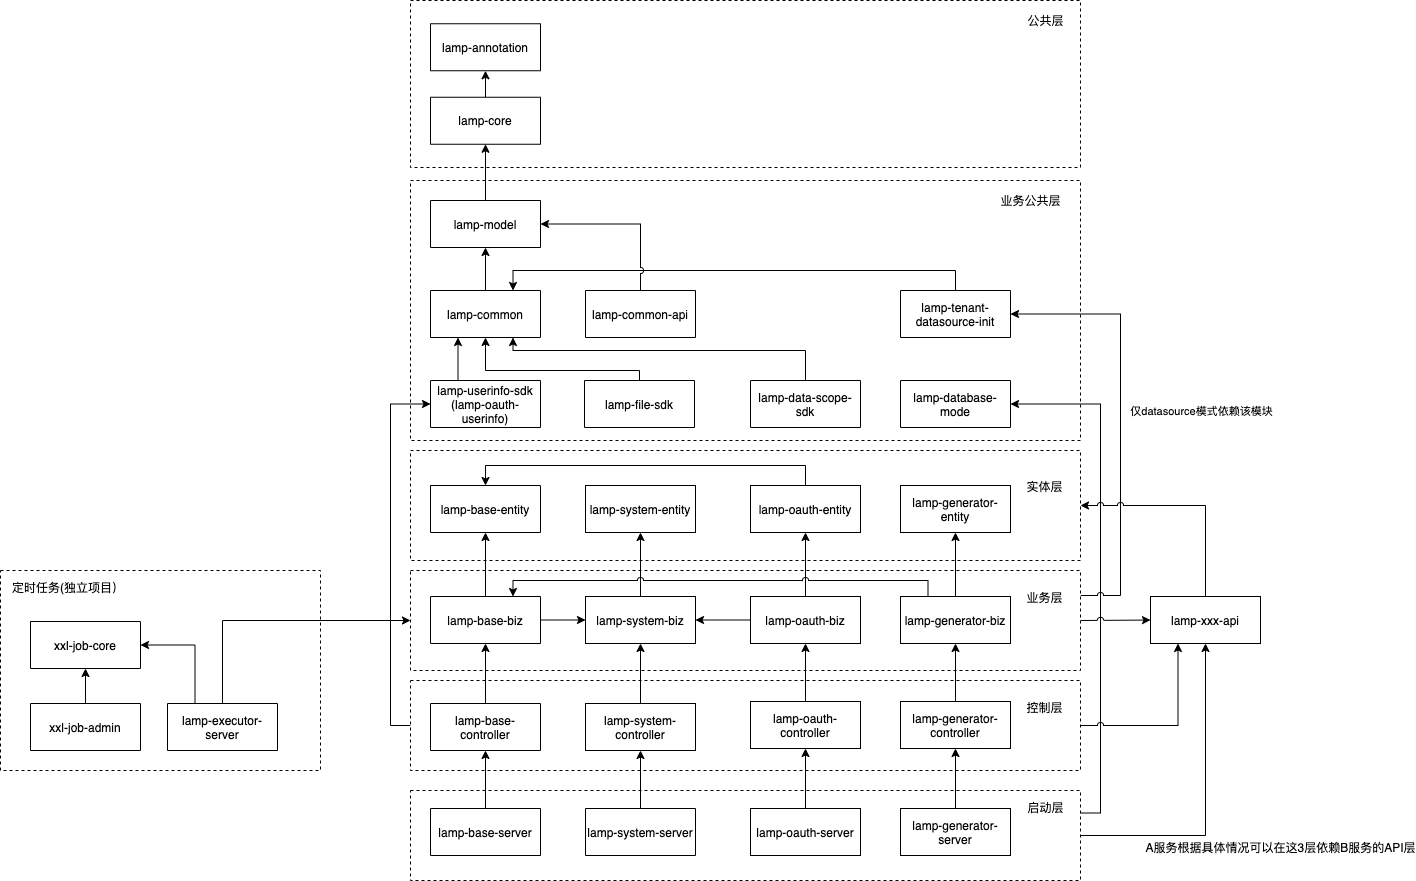 公共层
lamp-annotation
lamp-core
业务公共层
lamp-model
lamp-common
lamp-common-api
lamp-tenant-
datasource-init
lamp-userinfo-sdk
(lamp-oauth-
userinfo)
lamp-file-sdk
lamp-data-scope-
sdk
lamp-database-
mode
仅datasource模式依赖该模块
实体层
lamp-base-entity
lamp-system-entity
lamp-oauth-entity
lamp-generator-
entity
定时任务(独立项目)
xxl-job-core
xxl-job-admin
lamp-executor-
server
业务层
lamp-base-biz
lamp-system-biz
lamp-oauth-biz
lamp-generator-biz
lamp-xxx-api
控制层
lamp-base-
controller
lamp-system-
controller
lamp-oauth-
controller
lamp-generator-
controller
启动层
lamp-base-server
lamp-system-server
lamp-oauth-server
lamp-generator-
server
A服务根据具体情况可以在这3层依赖B服务的API层